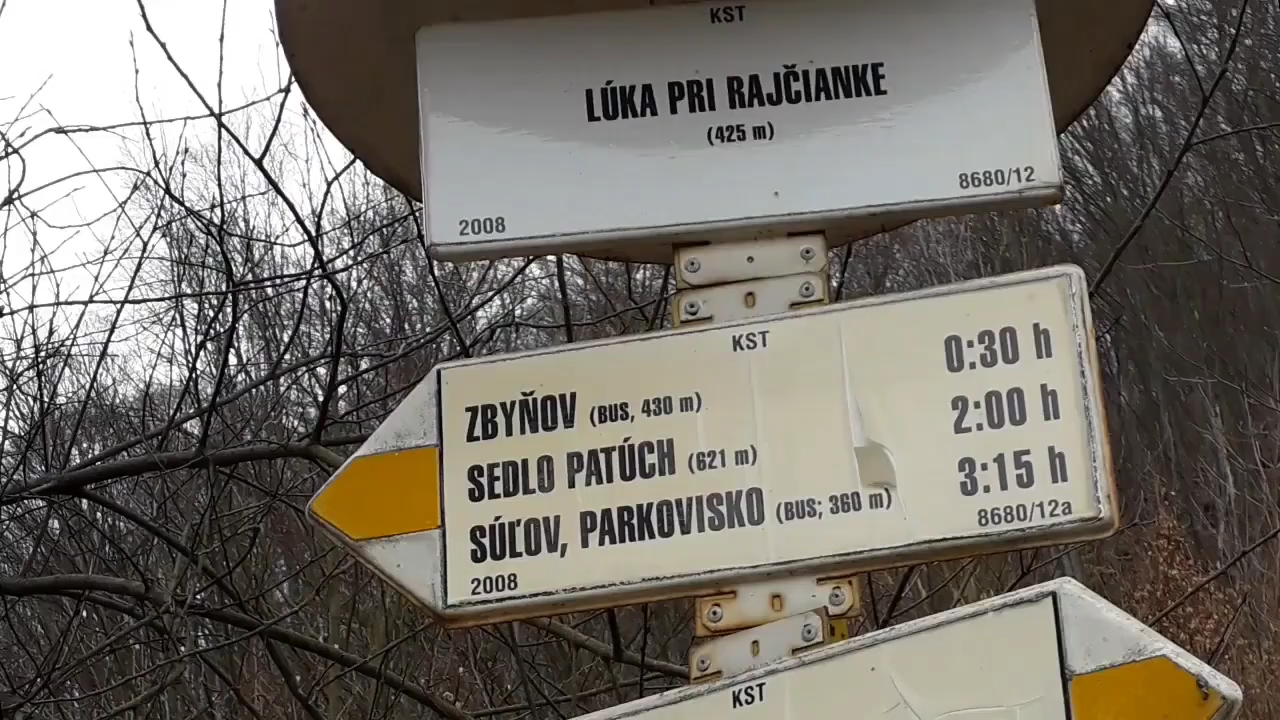 KST
LÚKA PRI RAJČIANKE
(425 m)
8680/12
2008
KST
ZBYŇOV (BUS, 430 m) 0:30 h
SEDLO PATÚCH (621 m) 2:00 h
SÚĽOV, PARKOVISKO (BUS; 360 m) 3:15 h
8680/12a
2008
KST